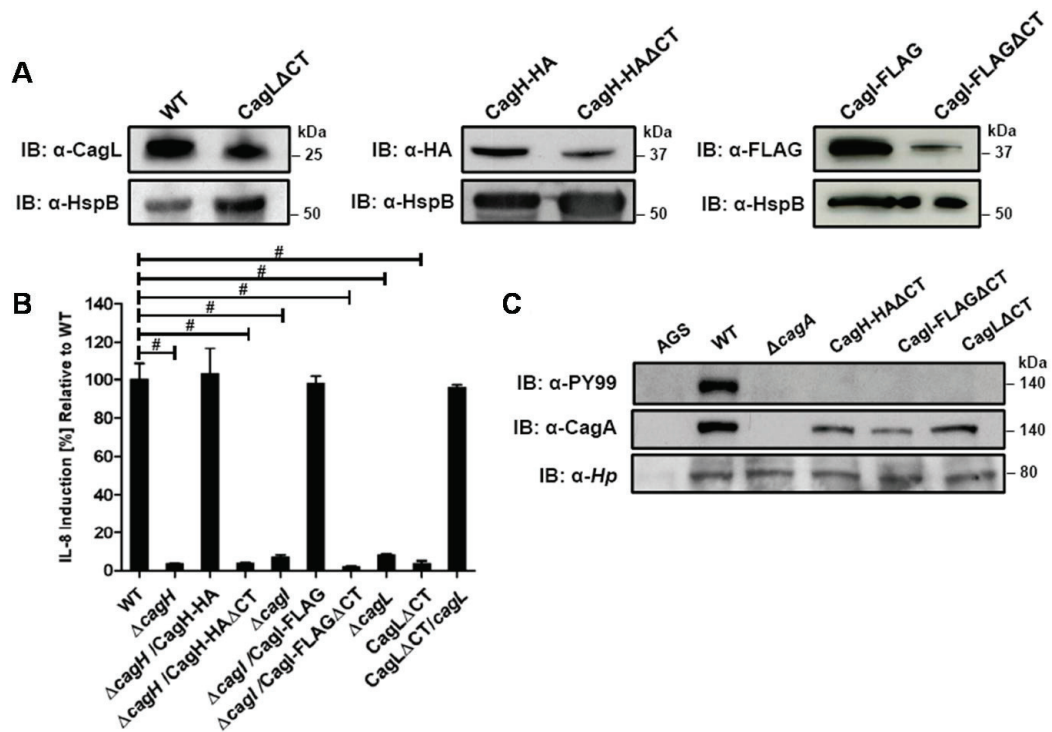 A
WT CagLΔCT
IB: α-CagL kDa 25
IB: α-HspB 50
CagH-HA CagH-HAΔCT
IB: α-HA kDa 37
IB: α-HspB 50
CagI-FLAG CagI-FLAGΔCT
IB: α-FLAG kDa 37
IB: α-HspB 50
B
#
#
#
#
#
#
IL-8 Induction [%] Relative to WT
140
120
100
80
60
40
20
0
WT
ΔcagH
ΔcagH /CagH-HA
ΔcagH /CagH-HAΔCT
ΔcagI
ΔcagI /CagI-FLAG
ΔcagI /CagI-FLAGΔCT
ΔcagL
CagLΔCT
CagLΔCT/cagL
C
AGS WT ΔcagA CagH-HAΔCT CagI-FLAGΔCT CagLΔCT
kDa
IB: α-PY99 140
IB: α-CagA 140
IB: α-Hp 80